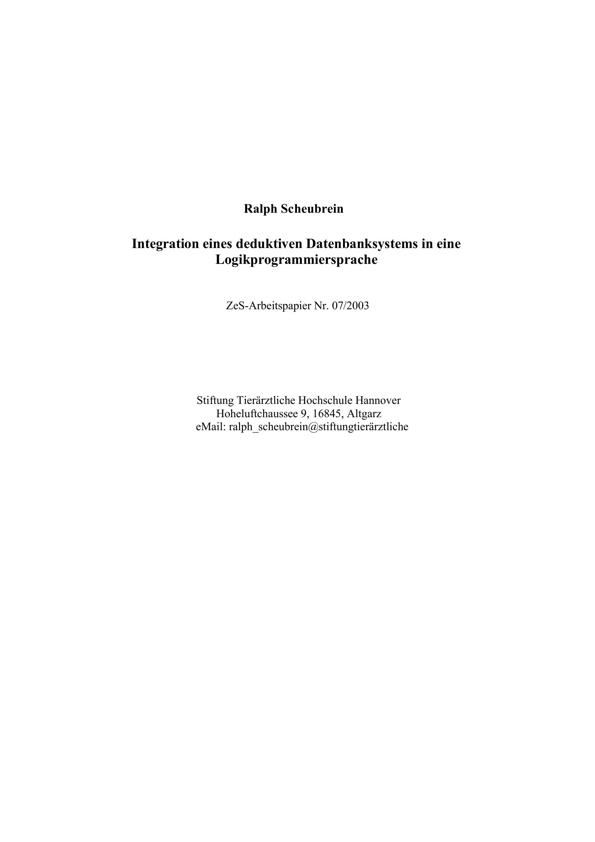 Ralph Scheubrein
Integration eines deduktiven Datenbanksystems in eine
Logikprogrammiersprache
ZeS-Arbeitspapier Nr. 07/2003
Stiftung Tierärztliche Hochschule Hannover
Hoheluftchaussee 9, 16845, Altgarz
eMail: ralph_scheubrein@stiftungtierärztliche